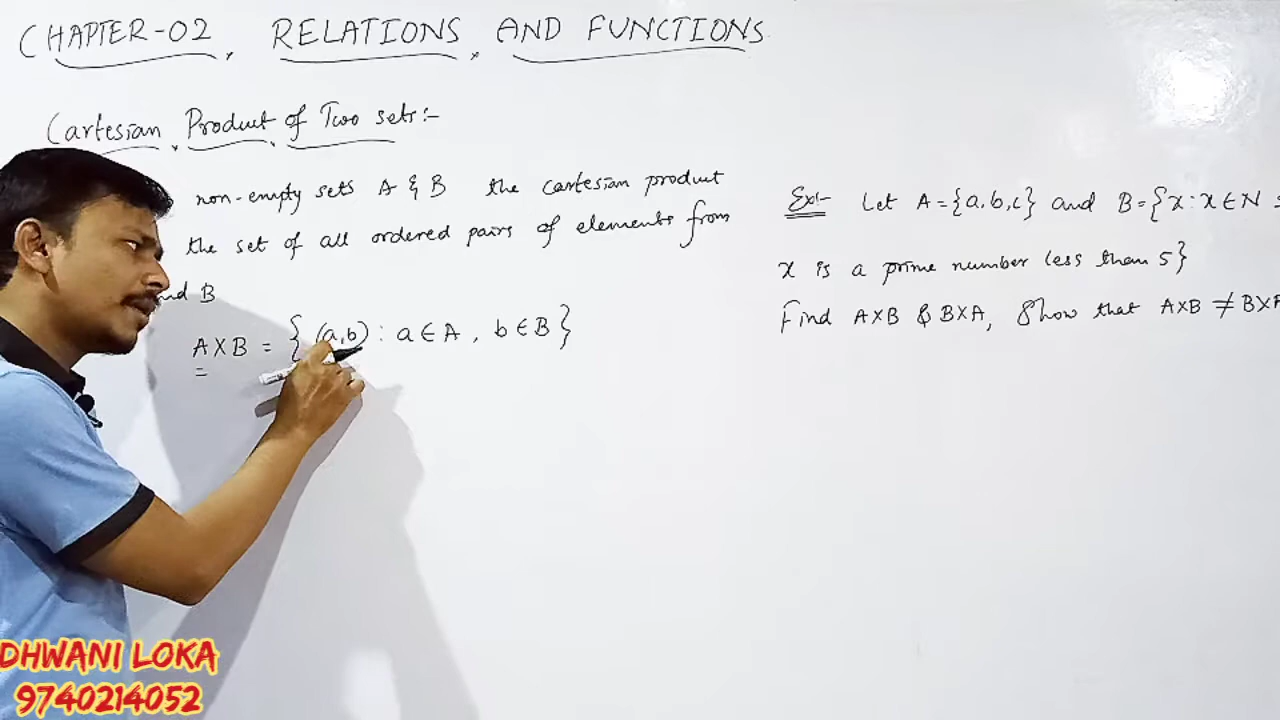 CHAPTER-02, RELATIONS AND FUNCTIONS
Cartesian Product of Two sets:-
non-empty sets A & B the cartesian product
the set of all ordered pairs of elements from
and B
A×B = { (a,b) : a∈A , b∈B }
=
Ex:- Let A={a,b,c} and B={x:x∈N
x is a prime number less than 5}
Find A×B & B×A, Show that A×B ≠ B×A
DHWANI LOKA
9740214052